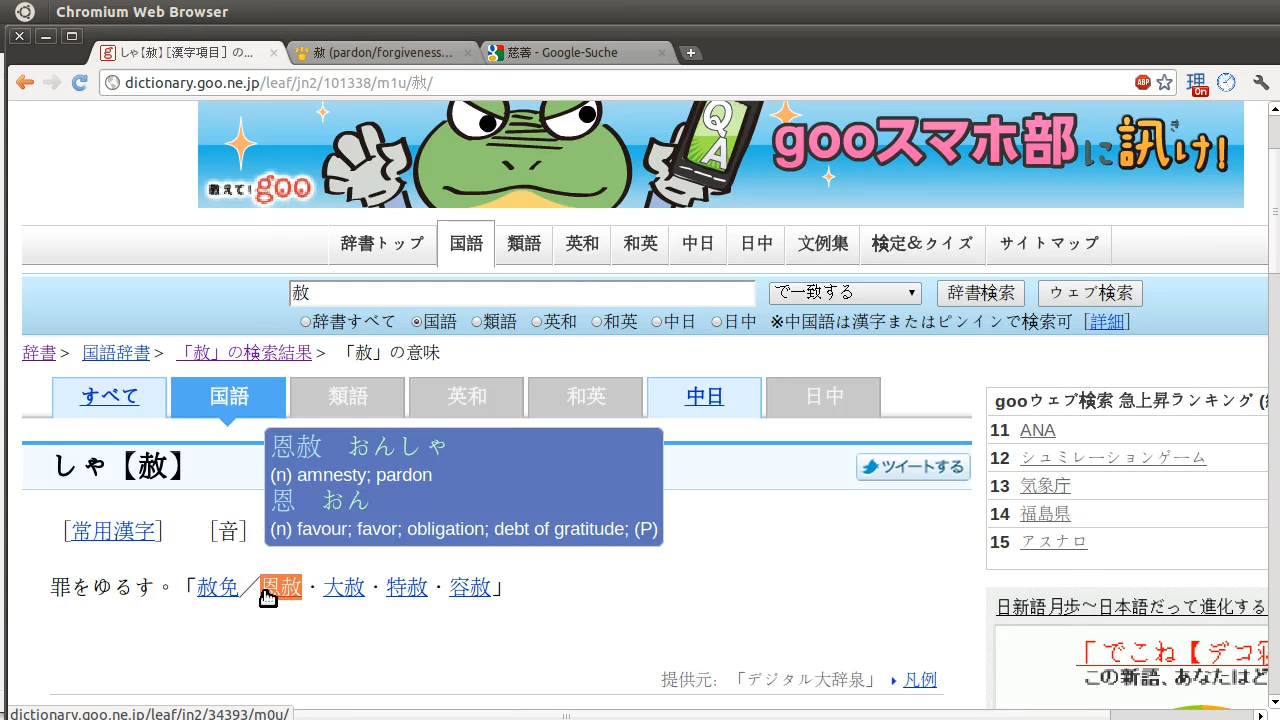 Chromium Web Browser
しゃ【赦】[漢字項目] の...
赦 (pardon/forgiveness...
慈善 - Google-Suche
dictionary.goo.ne.jp/leaf/jn2/101338/m1u/赦/
ABP
理
On
教えて!goo
Q
A
gooスマホ部に訊け!
き
辞書トップ 国語 類語 英和 和英 中日 日中 文例集 検定&クイズ サイトマップ
赦 で一致する ▼ 辞書検索 ウェブ検索
辞書すべて 国語 類語 英和 和英 中日 日中 ※中国語は漢字またはピンインで検索可 [詳細]
辞書 > 国語辞書 > 「赦」の検索結果 > 「赦」の意味
すべて 国語 類語 英和 和英 中日 日中
しゃ【赦】
ツイートする
恩赦 おんしゃ
(n) amnesty; pardon
恩 おん
(n) favour; favor; obligation; debt of gratitude; (P)
[常用漢字] [音]
罪をゆるす。「赦免／恩赦・大赦・特赦・容赦」
提供元:「デジタル大辞泉」 凡例
gooウェブ検索 急上昇ランキング
11 ANA
12 シュミレーションゲーム
13 気象庁
14 福島県
15 アスナロ
日新語月歩～日本語だって進化する
「でこね【デコ
この新語、あなたはど
dictionary.goo.ne.jp/leaf/jn2/34393/m0u/